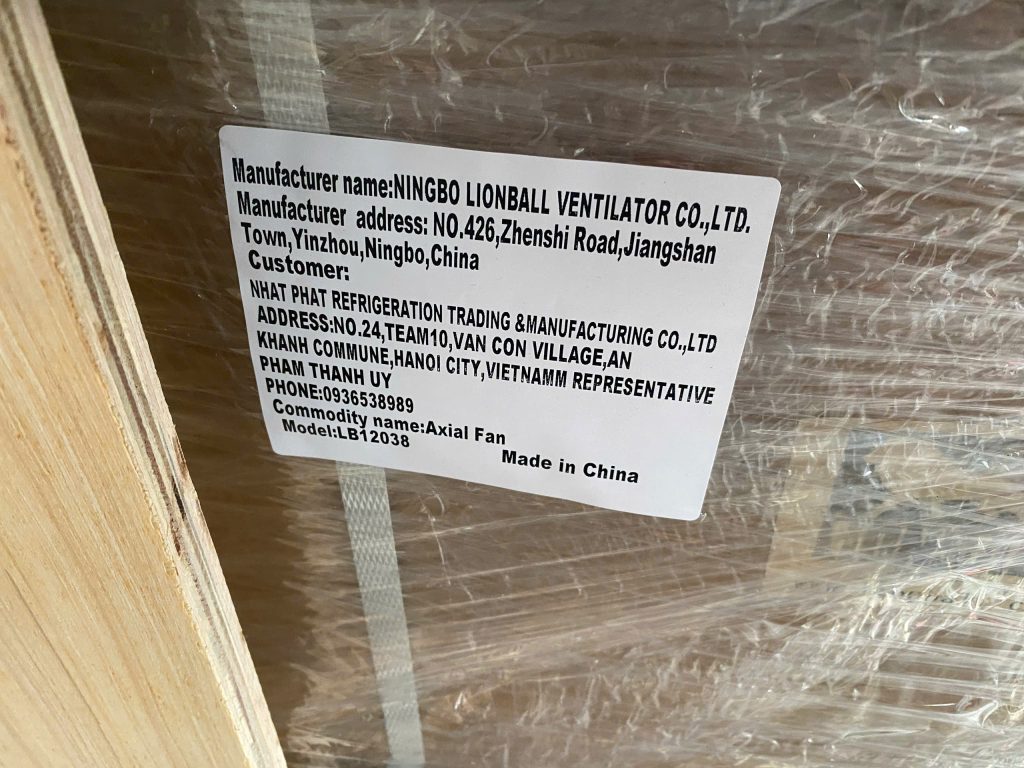 Manufacturer name:NINGBO LIONBALL VENTILATOR CO.,LTD.
Manufacturer address: NO.426,Zhenshi Road,Jiangshan
Town,Yinzhou,Ningbo,China
Customer:
NHAT PHAT REFRIGERATION TRADING &MANUFACTURING CO.,LTD
ADDRESS:NO.24,TEAM10,VAN CON VILLAGE,AN
KHANH COMMUNE,HANOI CITY,VIETNAMM REPRESENTATIVE
PHAM THANH UY
PHONE:0936538989
Commodity name:Axial Fan
Model:LB12038
Made in China